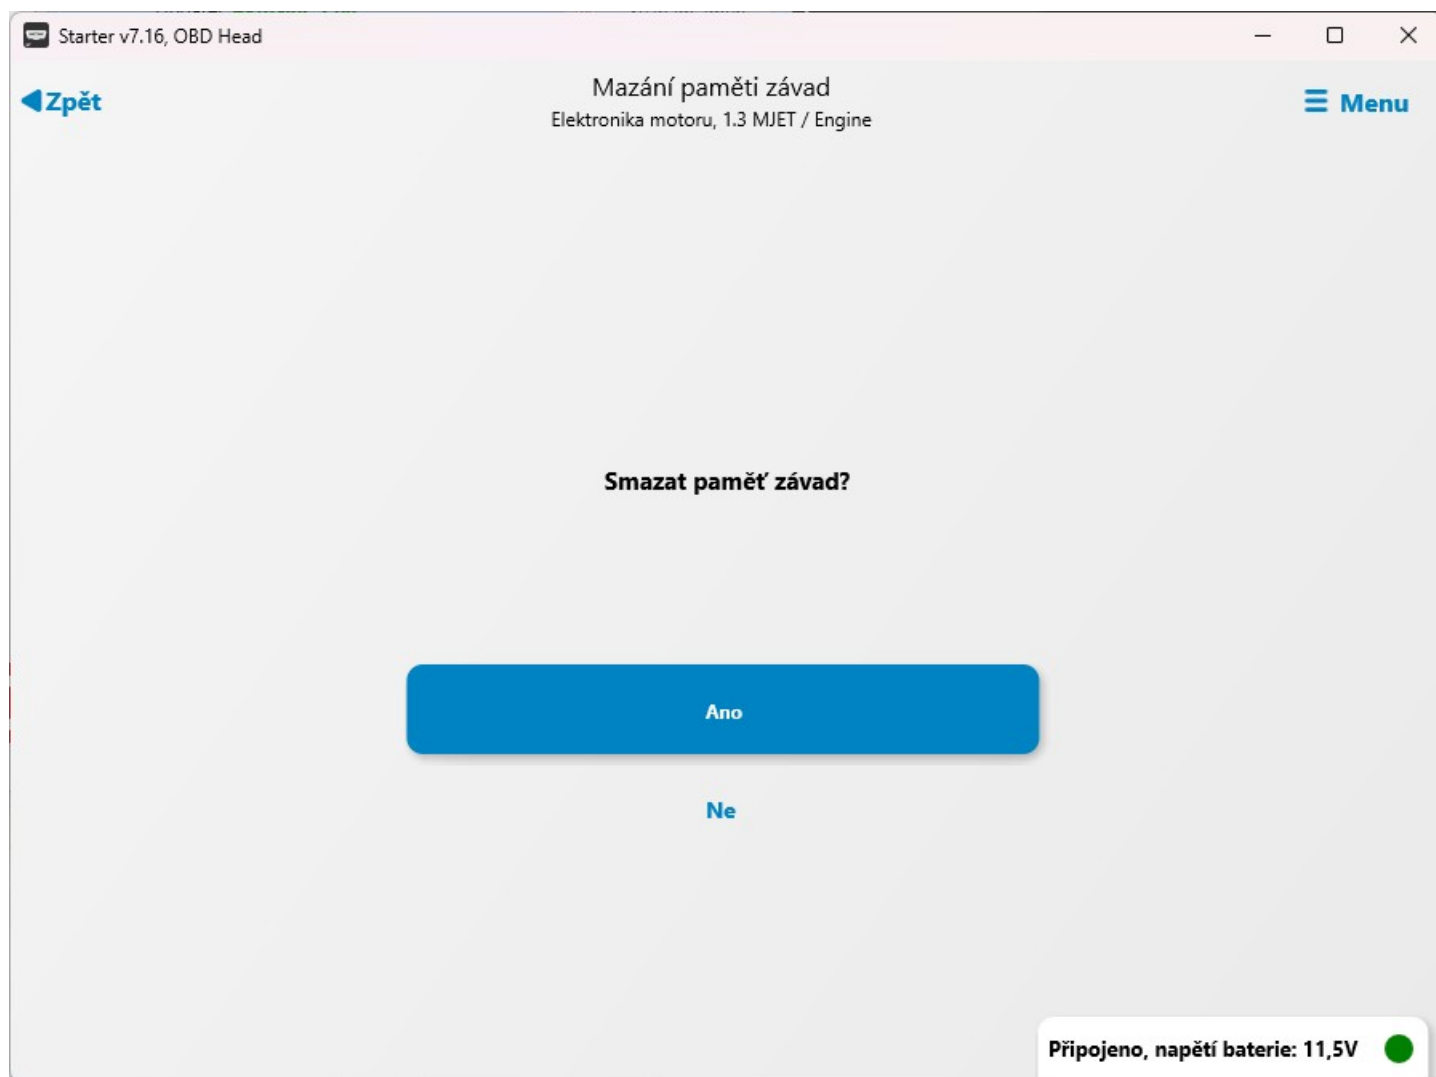 Starter v7.16, OBD Head
Zpět
Mazání paměti závad
Menu
Elektronika motoru, 1.3 MJET / Engine
Smazat paměť závad?
Ano
Ne
Připojeno, napětí baterie: 11,5V